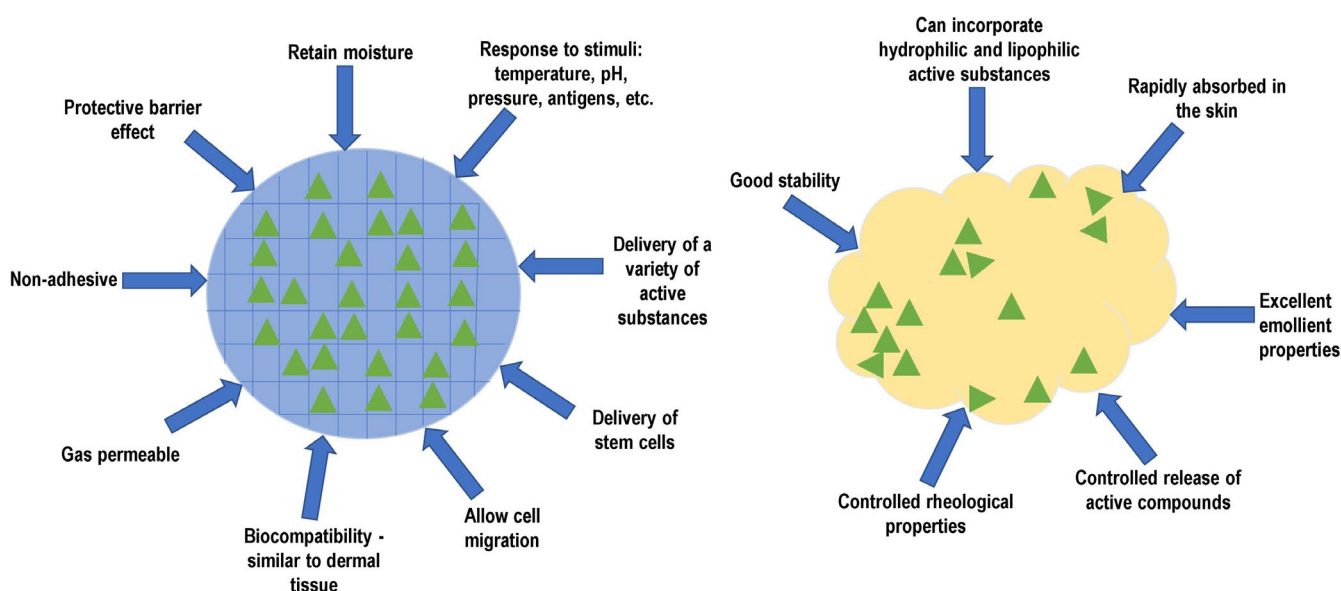 Retain moisture
Response to stimuli:
temperature, pH,
pressure, antigens, etc.
Protective barrier
effect
Non-adhesive
Delivery of a
variety of
active
substances
Gas permeable
Delivery of
stem cells
Biocompatibility -
similar to dermal
tissue
Allow cell
migration
Can incorporate
hydrophilic and lipophilic
active substances
Rapidly absorbed in
the skin
Good stability
Excellent
emollient
properties
Controlled rheological
properties
Controlled release of
active compounds